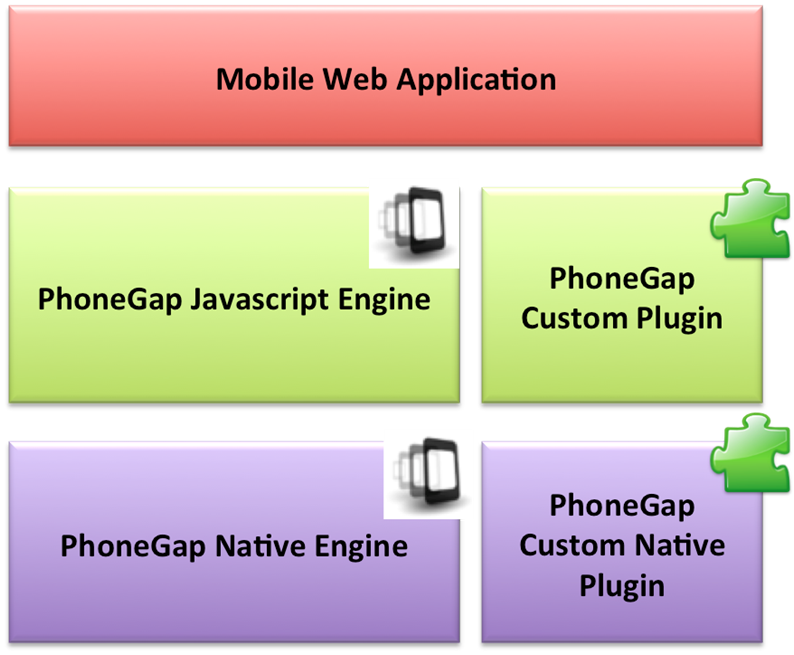 Mobile Web Application
PhoneGap Javascript Engine
PhoneGap
Custom Plugin
PhoneGap Native Engine
PhoneGap
Custom Native
Plugin